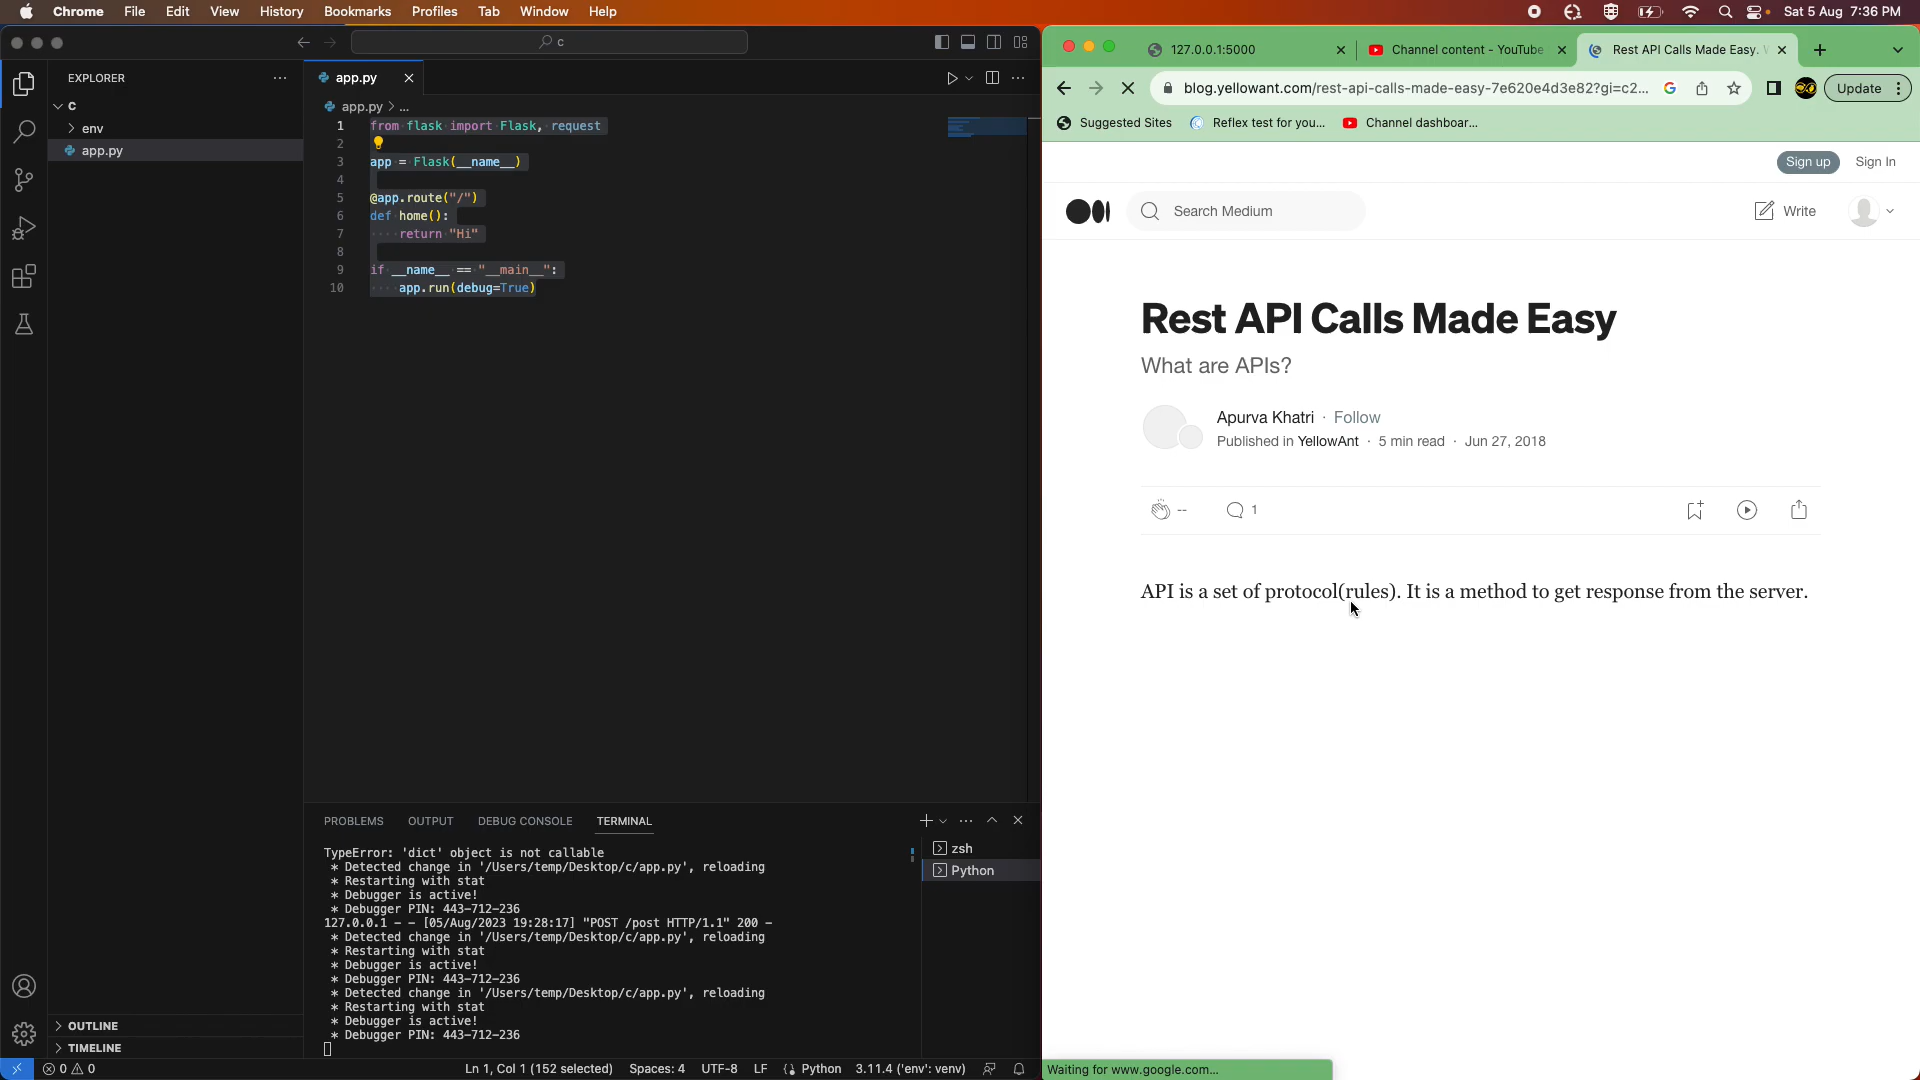 Chrome File Edit View History Bookmarks Profiles Tab Window Help Sat 5 Aug 7:36 PM
c
EXPLORER
C
env
app.py
app.py
app.py > ...
1 from flask import Flask, request
2
3 app = Flask(__name__)
4
5 @app.route("/")
6 def home():
7 return "Hi"
8
9 if __name__ == "__main__":
10 app.run(debug=True)
PROBLEMS OUTPUT DEBUG CONSOLE TERMINAL
TypeError: 'dict' object is not callable
* Detected change in '/Users/temp/Desktop/c/app.py', reloading
* Restarting with stat
* Debugger is active!
* Debugger PIN: 443-712-236
127.0.0.1 - - [05/Aug/2023 19:28:17] "POST /post HTTP/1.1" 200 -
* Detected change in '/Users/temp/Desktop/c/app.py', reloading
* Restarting with stat
* Debugger is active!
* Debugger PIN: 443-712-236
* Detected change in '/Users/temp/Desktop/c/app.py', reloading
* Restarting with stat
* Debugger is active!
* Debugger PIN: 443-712-236
zsh
Python
OUTLINE
TIMELINE
0 0 Ln 1, Col 1 (152 selected) Spaces: 4 UTF-8 LF Python 3.11.4 ('env': venv)
127.0.0.1:5000 Channel content - YouTube Rest API Calls Made Easy.
blog.yellowant.com/rest-api-calls-made-easy-7e620e4d3e82?gi=c2... Update
Suggested Sites Reflex test for you... Channel dashboar...
Sign up Sign In
Search Medium Write
Rest API Calls Made Easy
What are APIs?
Apurva Khatri · Follow
Published in YellowAnt · 5 min read · Jun 27, 2018
-- 1
API is a set of protocol(rules). It is a method to get response from the server.
Waiting for www.google.com...